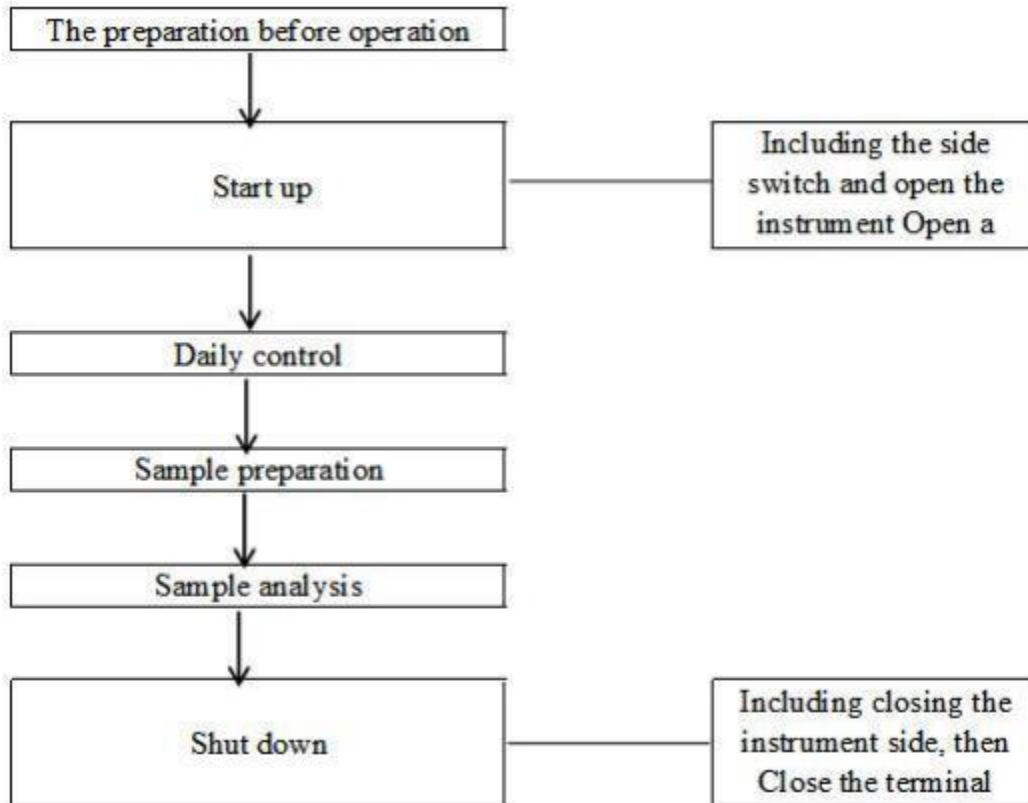 The preparation before operation
Start up
Including the side
switch and open the
instrument Open a
Daily control
Sample preparation
Sample analysis
Shut down
Including closing the
instrument side, then
Close the terminal